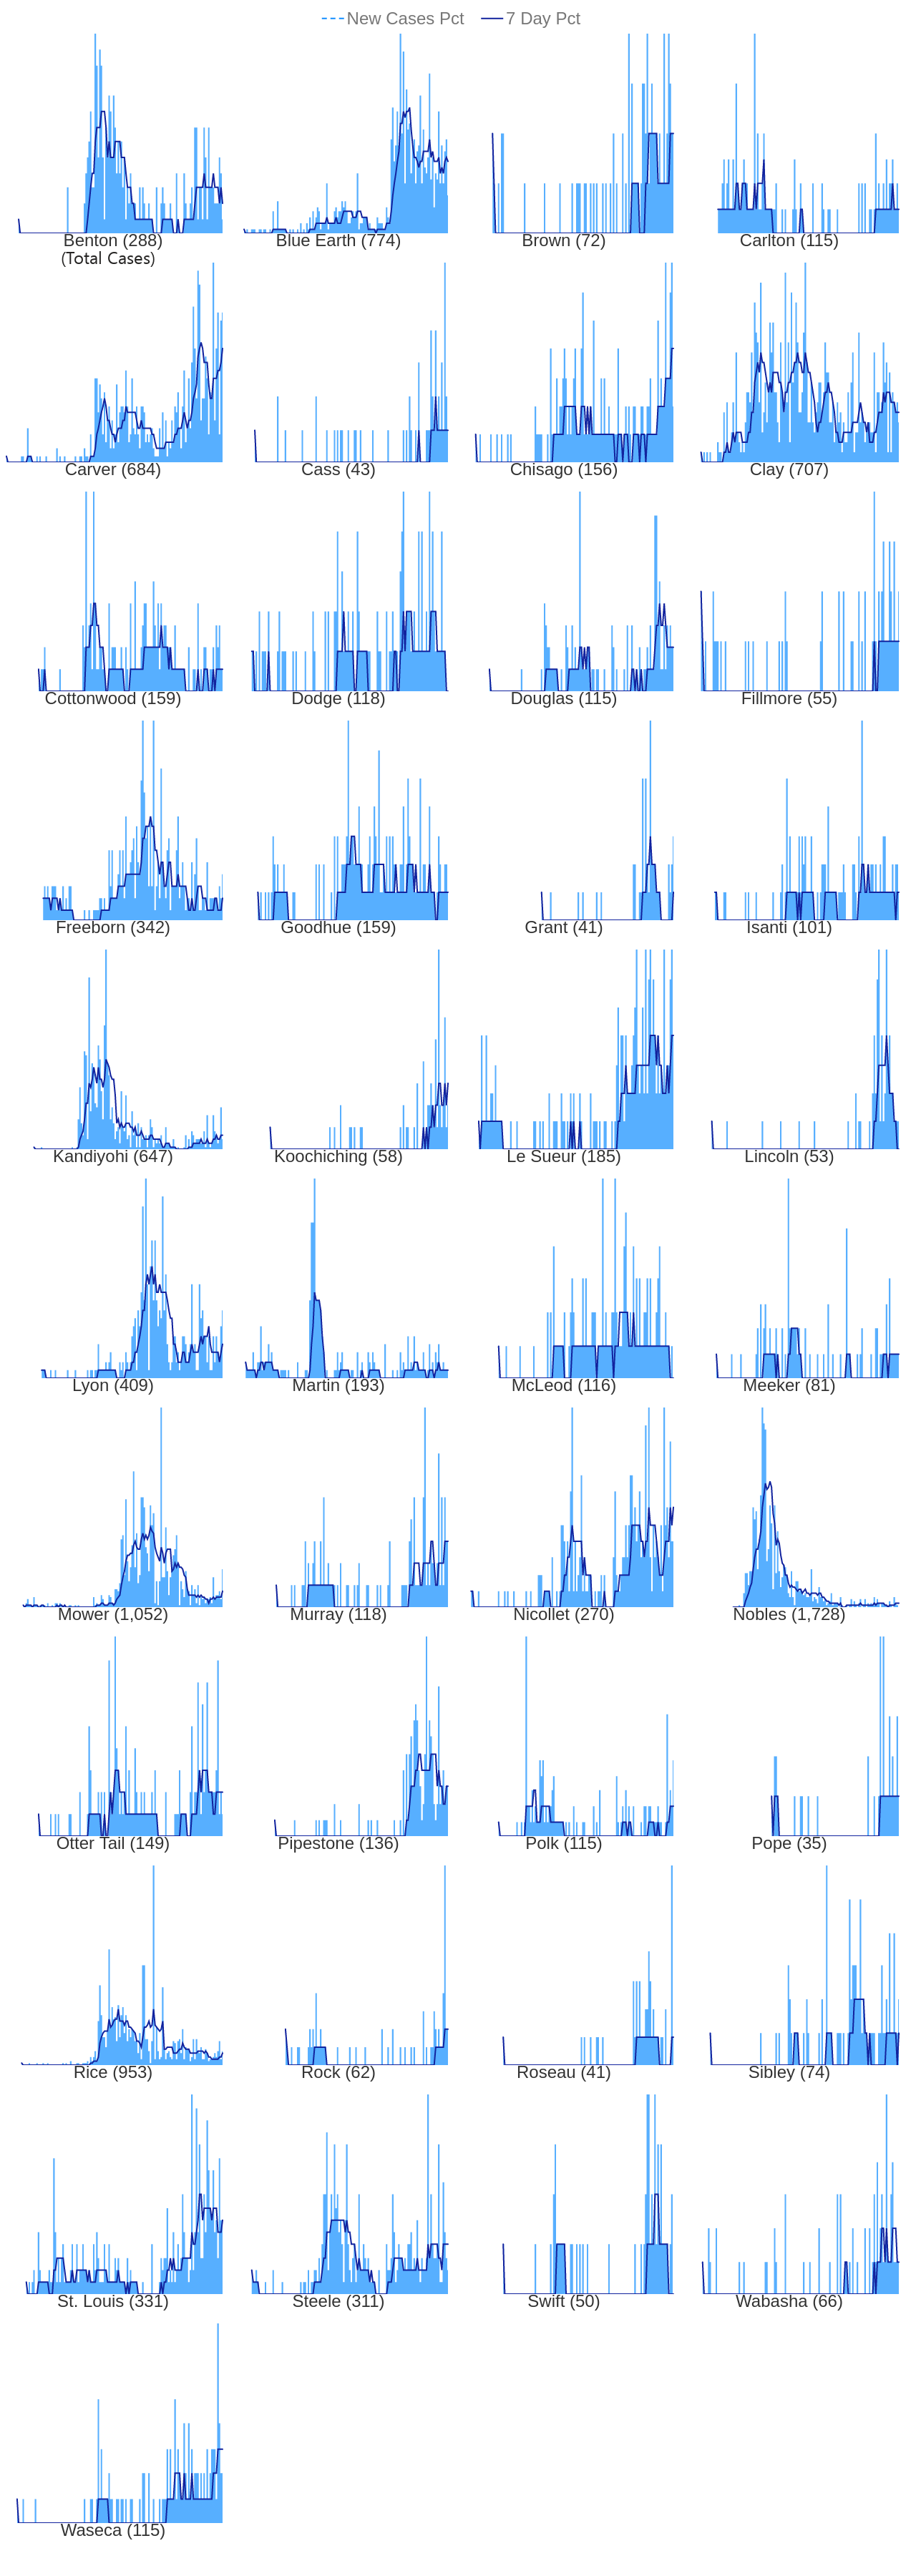 New Cases Pct 7 Day Pct
Benton (288) Blue Earth (774) Brown (72) Carlton (115)
(Total Cases)
Carver (684) Cass (43) Chisago (156) Clay (707)
Cottonwood (159) Dodge (118) Douglas (115) Fillmore (55)
Freeborn (342) Goodhue (159) Grant (41) Isanti (101)
Kandiyohi (647) Koochiching (58) Le Sueur (185) Lincoln (53)
Lyon (409) Martin (193) McLeod (116) Meeker (81)
Mower (1,052) Murray (118) Nicollet (270) Nobles (1,728)
Otter Tail (149) Pipestone (136) Polk (115) Pope (35)
Rice (953) Rock (62) Roseau (41) Sibley (74)
St. Louis (331) Steele (311) Swift (50) Wabasha (66)
Waseca (115)